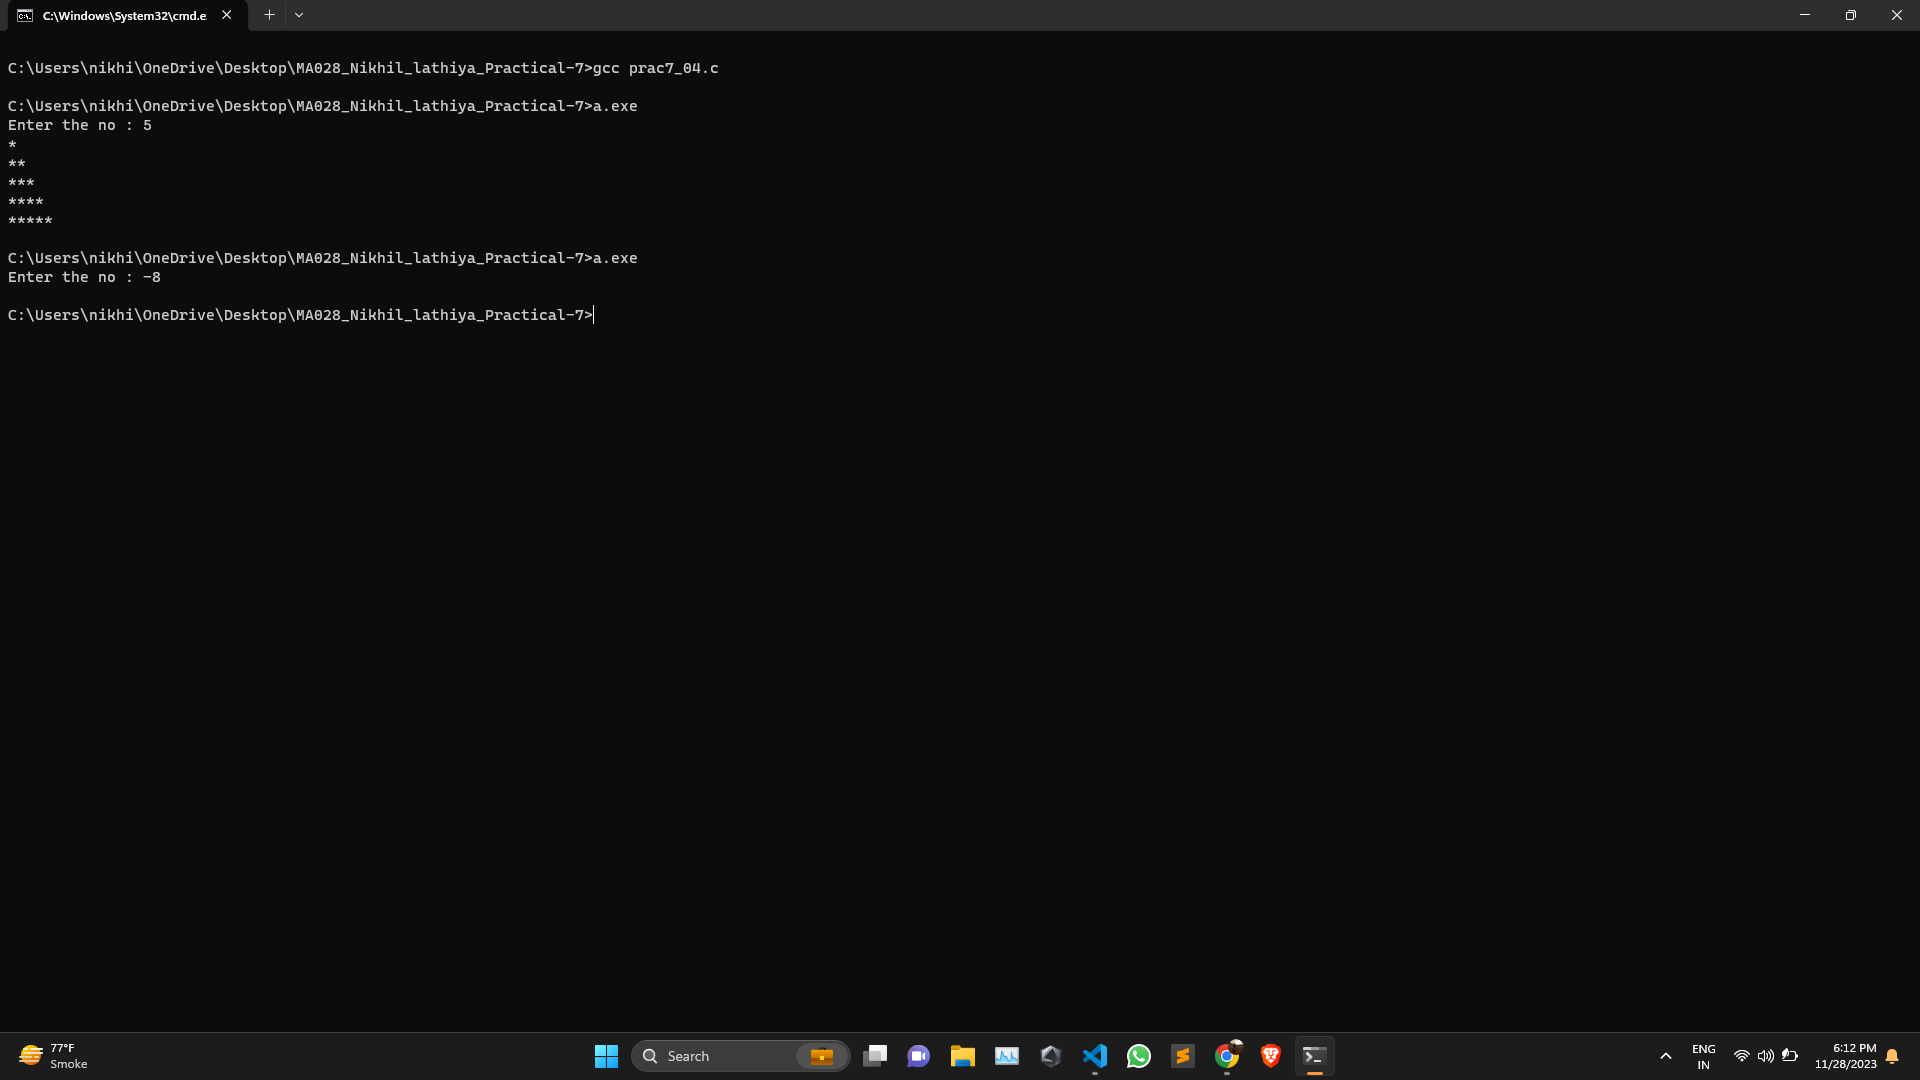 C:\Windows\System32\cmd.e
C:\Users\nikhi\OneDrive\Desktop\MA028_Nikhil_lathiya_Practical-7>gcc prac7_04.c
C:\Users\nikhi\OneDrive\Desktop\MA028_Nikhil_lathiya_Practical-7>a.exe
Enter the no : 5
*
**
***
****
*****
C:\Users\nikhi\OneDrive\Desktop\MA028_Nikhil_lathiya_Practical-7>a.exe
Enter the no : -8
C:\Users\nikhi\OneDrive\Desktop\MA028_Nikhil_lathiya_Practical-7>
77°F
Smoke
Search
ENG
IN
6:12 PM
11/28/2023